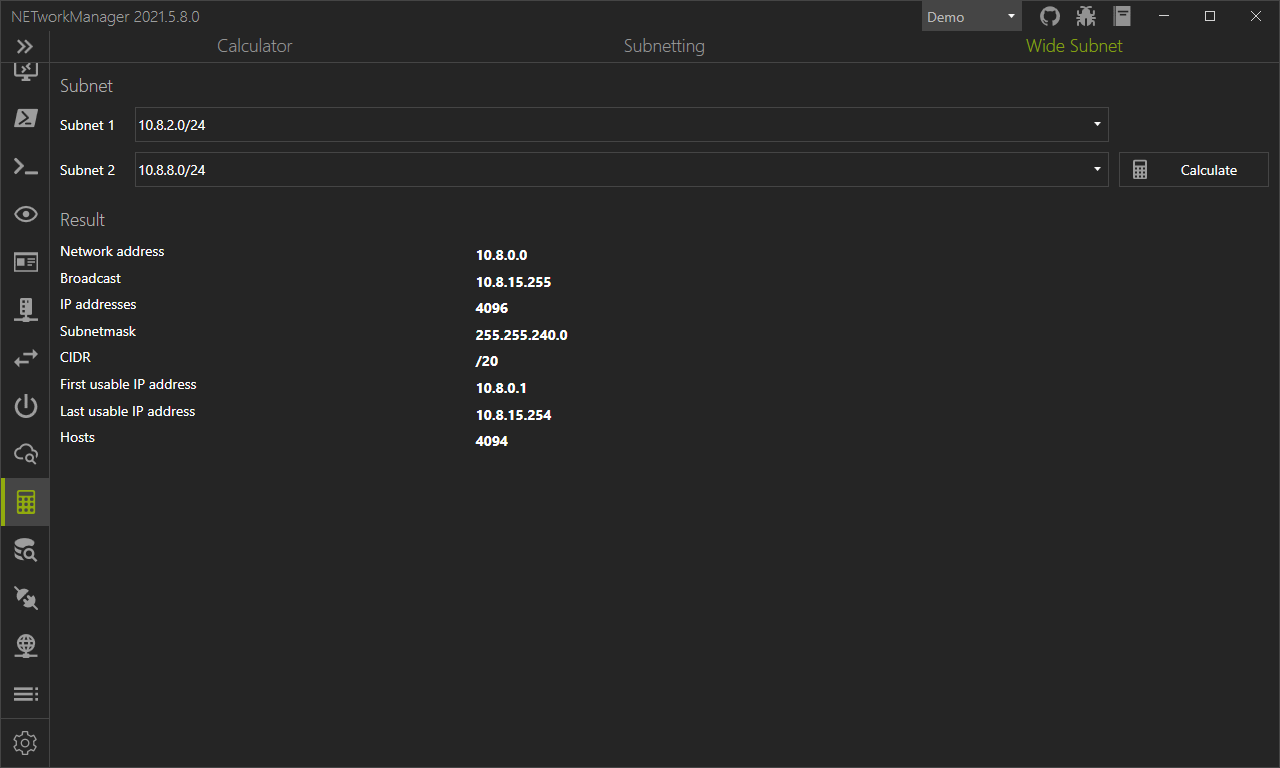 NETworkManager 2021.5.8.0
Demo
Calculator
Subnetting
Wide Subnet
Subnet
Subnet 1 10.8.2.0/24
Subnet 2 10.8.8.0/24 Calculate
Result
Network address 10.8.0.0
Broadcast 10.8.15.255
IP addresses 4096
Subnetmask 255.255.240.0
CIDR /20
First usable IP address 10.8.0.1
Last usable IP address 10.8.15.254
Hosts 4094